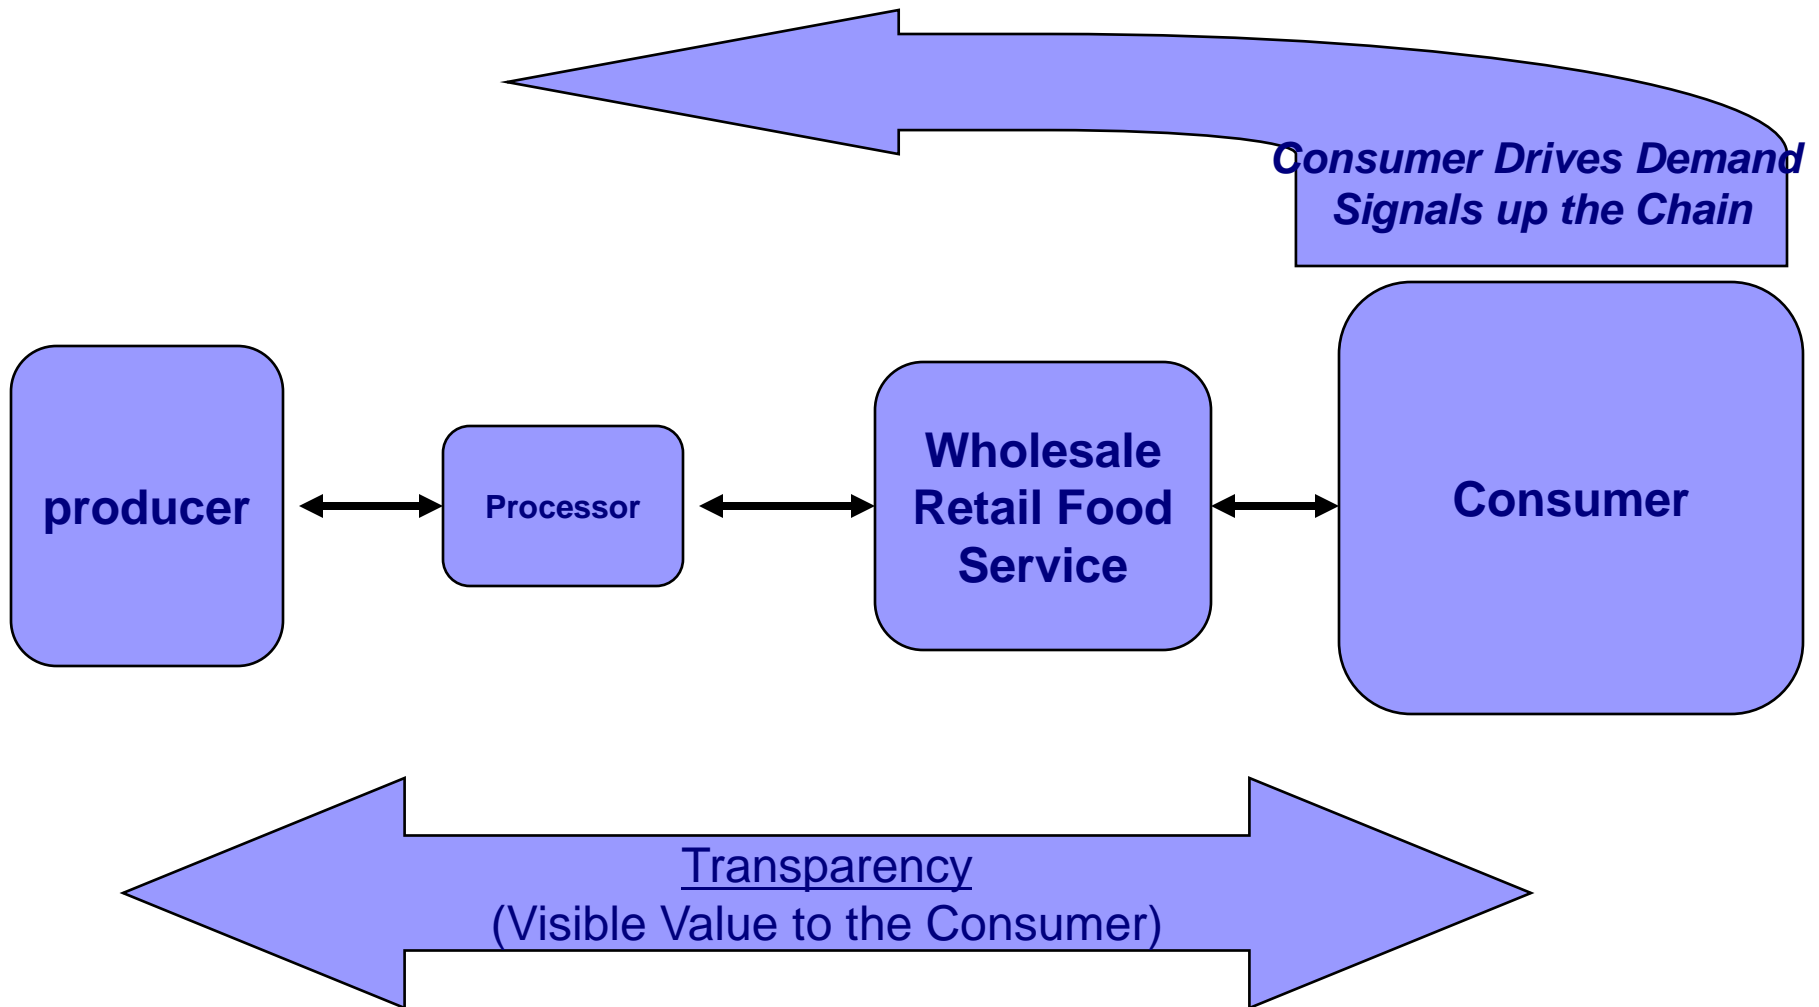 Consumer Drives Demand
Signals up the Chain
producer
Processor
Wholesale
Retail Food
Service
Consumer
Transparency
(Visible Value to the Consumer)